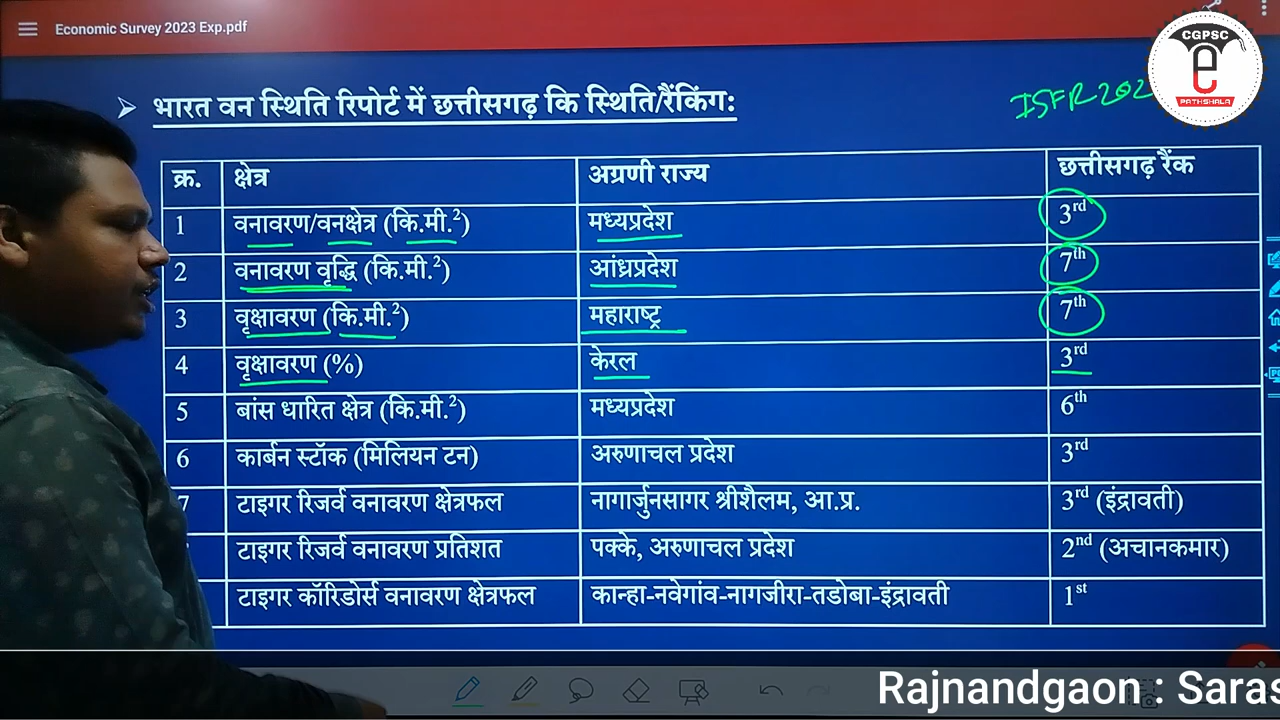 Economic Survey 2023 Exp.pdf
CGPSC
e
PATHSHALA
भारत वन स्थिति रिपोर्ट में छत्तीसगढ़ कि स्थिति/रैंकिंग:
ISFR 202
क्र. क्षेत्र अग्रणी राज्य छत्तीसगढ़ रैंक
1 वनावरण/वनक्षेत्र (कि.मी.²) मध्यप्रदेश 3rd
2 वनावरण वृद्धि (कि.मी.²) आंध्रप्रदेश 7th
3 वृक्षावरण (कि.मी.²) महाराष्ट्र 7th
4 वृक्षावरण (%) केरल 3rd
5 बांस धारित क्षेत्र (कि.मी.²) मध्यप्रदेश 6th
6 कार्बन स्टॉक (मिलियन टन) अरुणाचल प्रदेश 3rd
7 टाइगर रिजर्व वनावरण क्षेत्रफल नागार्जुनसागर श्रीशैलम, आ.प्र. 3rd (इंद्रावती)
टाइगर रिजर्व वनावरण प्रतिशत पक्के, अरुणाचल प्रदेश 2nd (अचानकमार)
टाइगर कॉरिडोर्स वनावरण क्षेत्रफल कान्हा-नवेगांव-नागजीरा-तडोबा-इंद्रावती 1st
Rajnandgaon : Saras